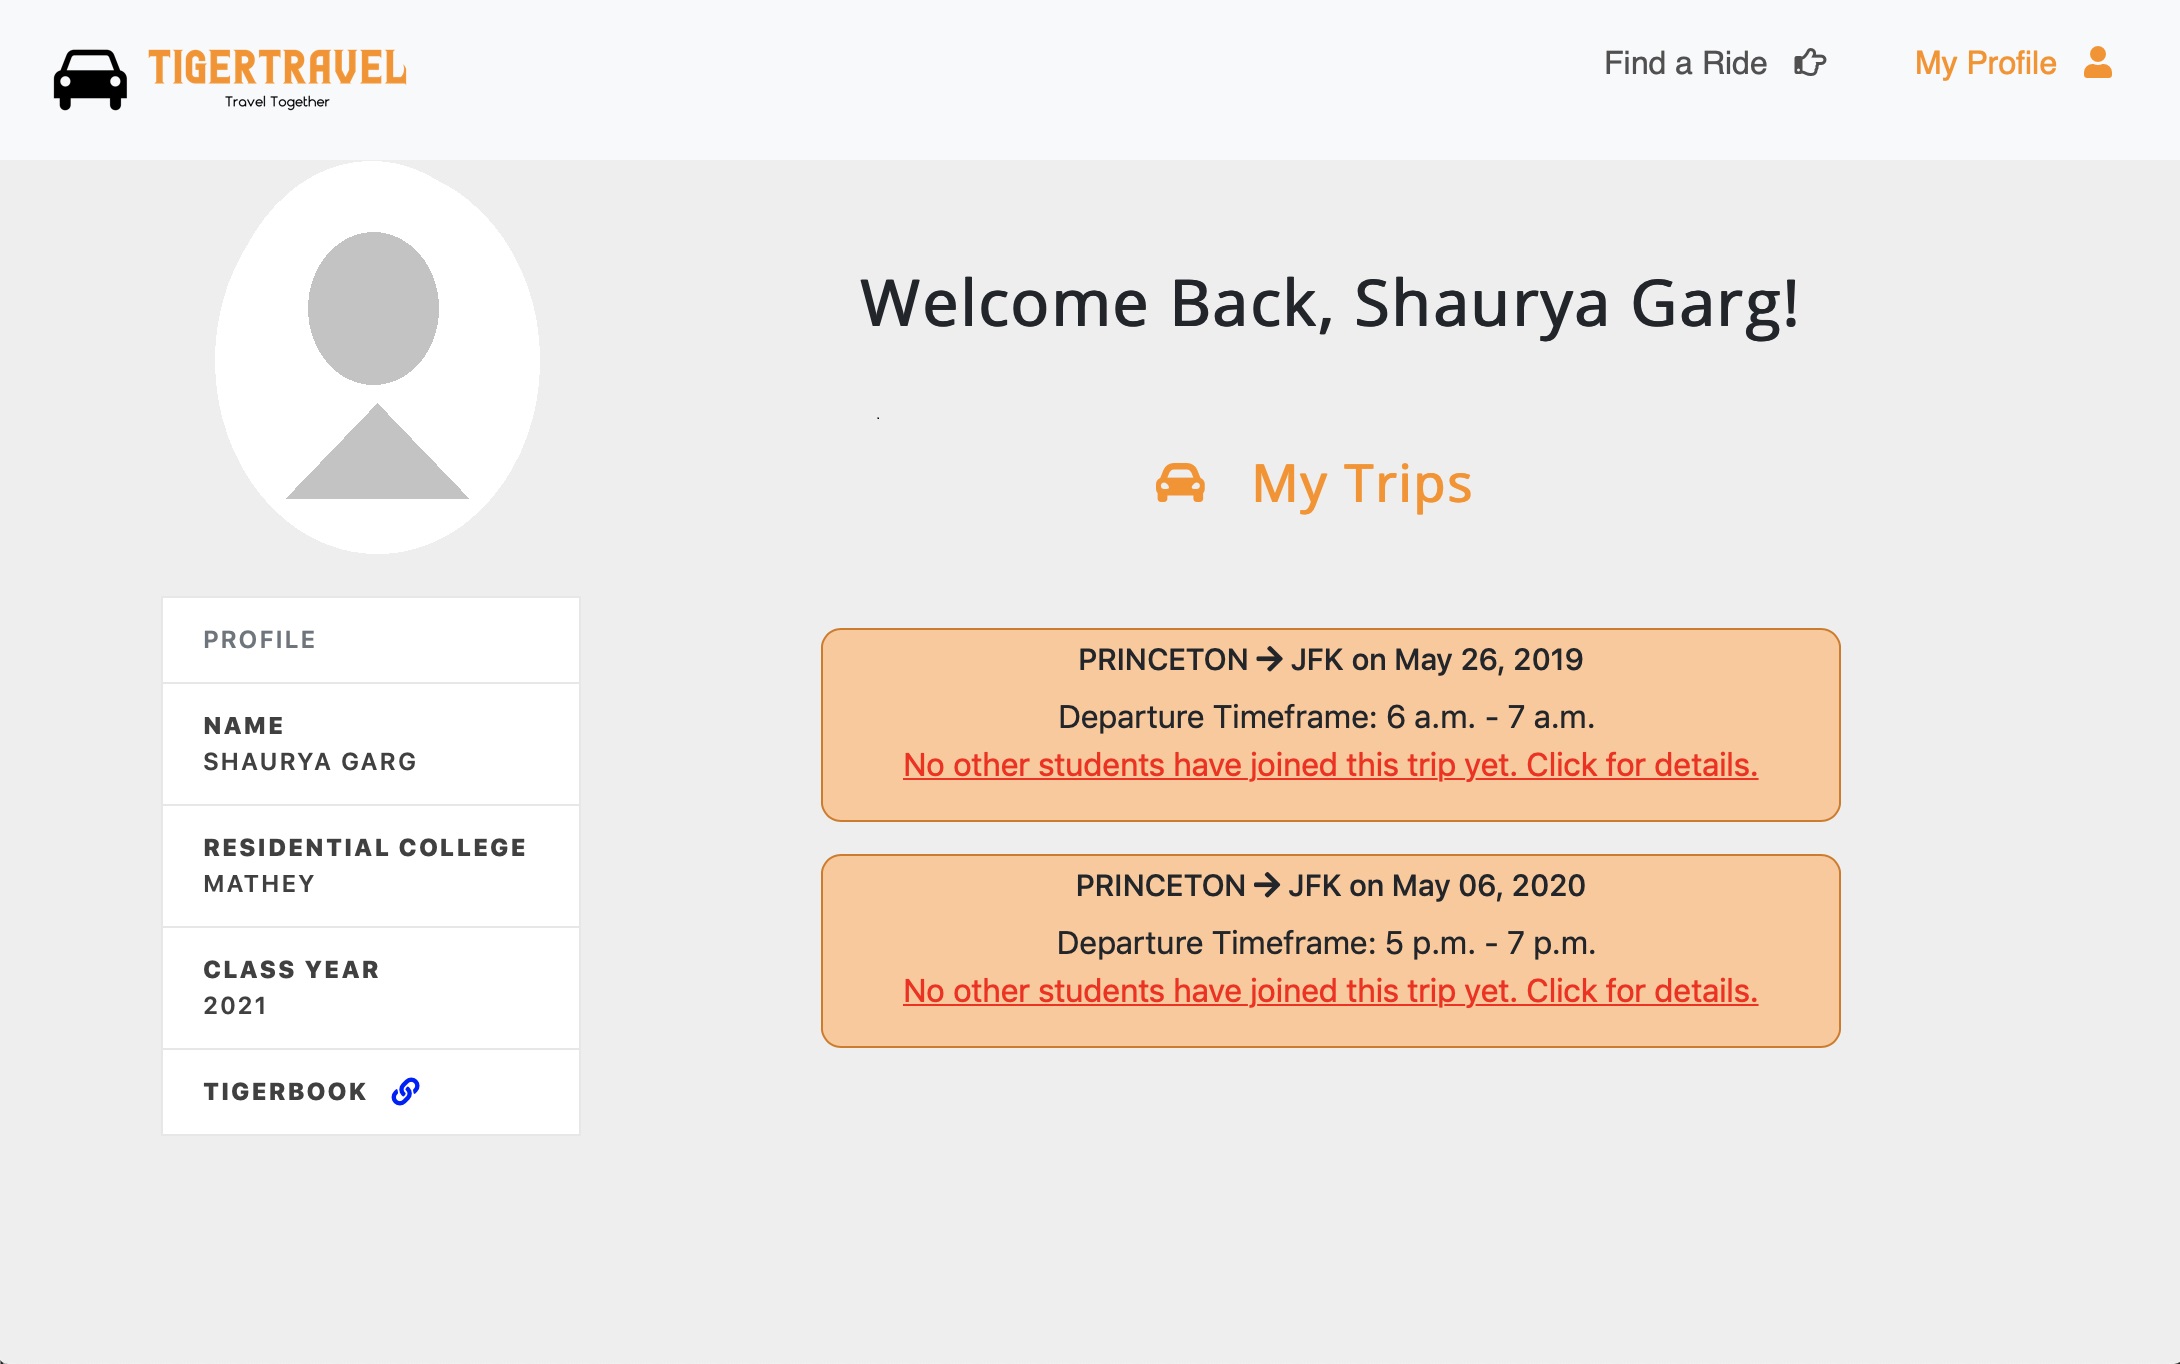 TIGERTRAVEL
Travel Together
Find a Ride
My Profile
Welcome Back, Shaurya Garg!
.
My Trips
PROFILE
NAME
SHAURYA GARG
RESIDENTIAL COLLEGE
MATHEY
CLASS YEAR
2021
TIGERBOOK
PRINCETON → JFK on May 26, 2019
Departure Timeframe: 6 a.m. - 7 a.m.
No other students have joined this trip yet. Click for details.
PRINCETON → JFK on May 06, 2020
Departure Timeframe: 5 p.m. - 7 p.m.
No other students have joined this trip yet. Click for details.